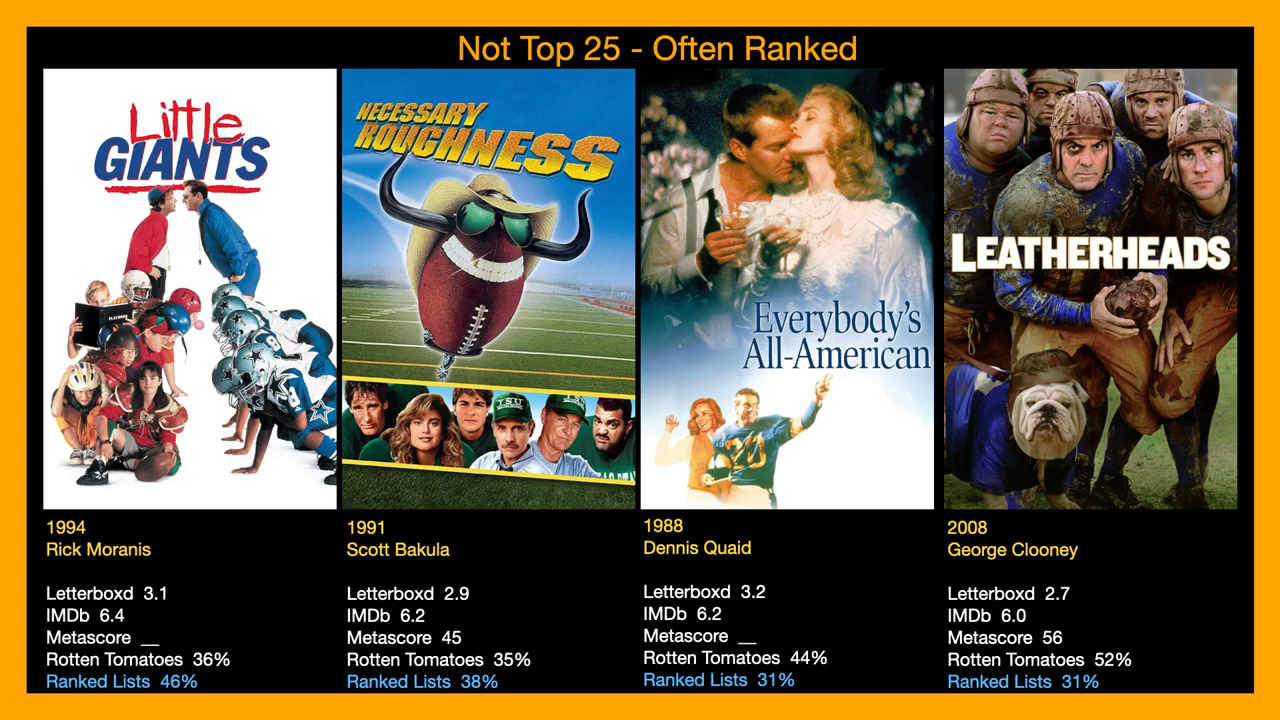 Not Top 25 - Often Ranked
Little
GIANTS
PLAYBOOK
NECESSARY
ROUGHNESS
TSU
TSU
Everybody's
All-American
20
LEATHERHEADS
1994
Rick Moranis
Letterboxd 3.1
IMDb 6.4
Metascore __
Rotten Tomatoes 36%
Ranked Lists 46%
1991
Scott Bakula
Letterboxd 2.9
IMDb 6.2
Metascore 45
Rotten Tomatoes 35%
Ranked Lists 38%
1988
Dennis Quaid
Letterboxd 3.2
IMDb 6.2
Metascore __
Rotten Tomatoes 44%
Ranked Lists 31%
2008
George Clooney
Letterboxd 2.7
IMDb 6.0
Metascore 56
Rotten Tomatoes 52%
Ranked Lists 31%